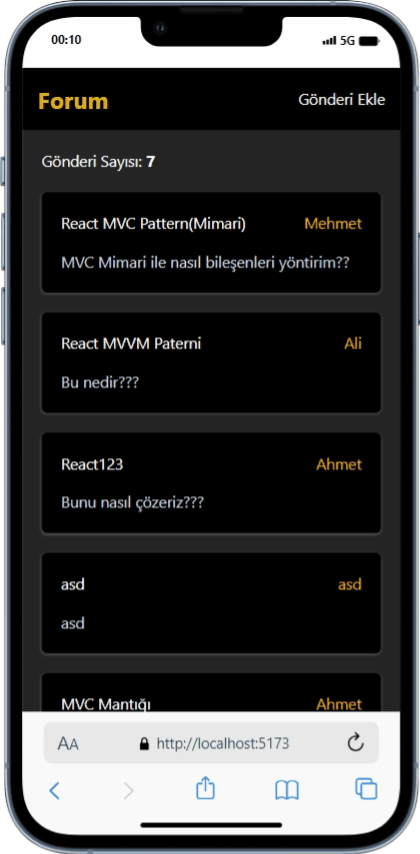 00:10 5G
Forum Gönderi Ekle
Gönderi Sayısı: 7
React MVC Pattern(Mimari) Mehmet
MVC Mimari ile nasıl bileşenleri yöntirim??
React MVVM Paterni Ali
Bu nedir???
React123 Ahmet
Bunu nasıl çözeriz???
asd asd
asd
MVC Mantığı Ahmet
AA http://localhost:5173